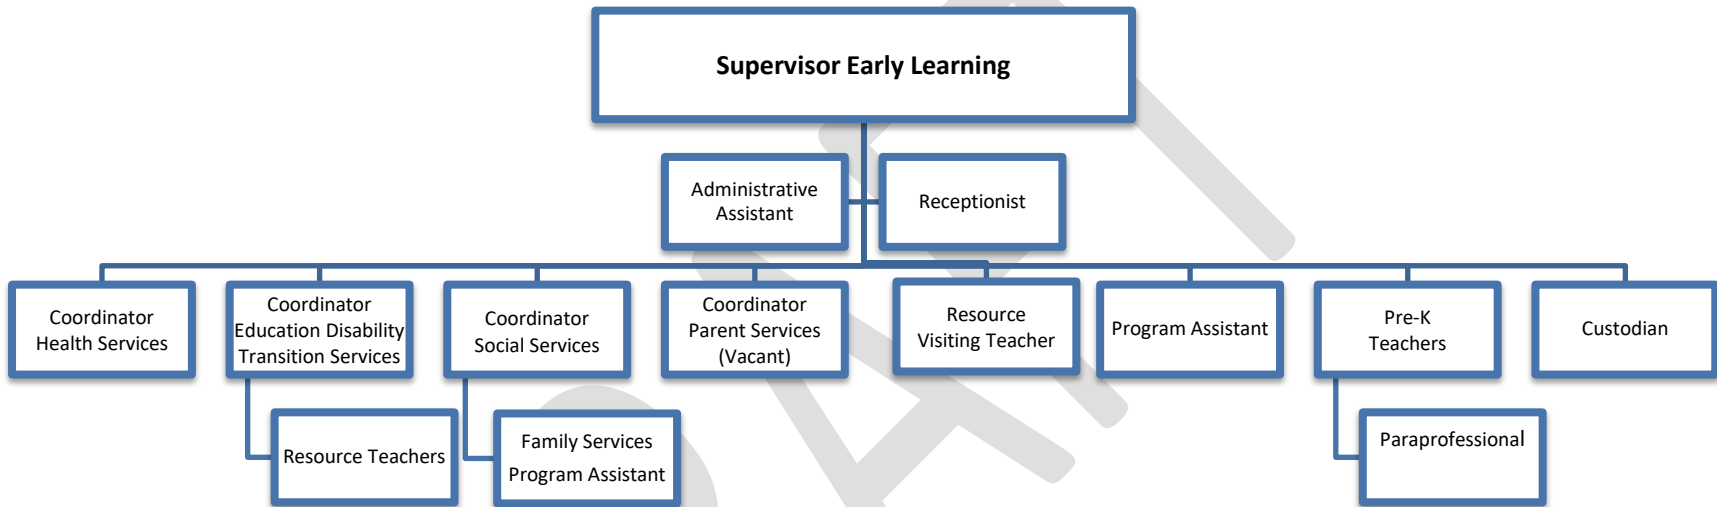 Supervisor Early Learning
Administrative
Assistant
Receptionist
Coordinator
Health Services
Coordinator
Education Disability
Transition Services
Coordinator
Social Services
Coordinator
Parent Services
(Vacant)
Resource
Visiting Teacher
Program Assistant
Pre-K
Teachers
Custodian
Resource Teachers
Family Services
Program Assistant
Paraprofessional